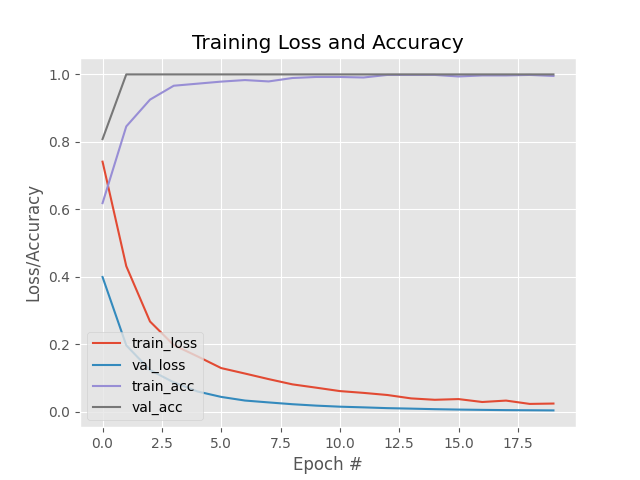 Training Loss and Accuracy
1.0
0.8
0.6
0.4
0.2
0.0
Loss/Accuracy
train_loss
val_loss
train_acc
val_acc
0.0 2.5 5.0 7.5 10.0 12.5 15.0 17.5
Epoch #